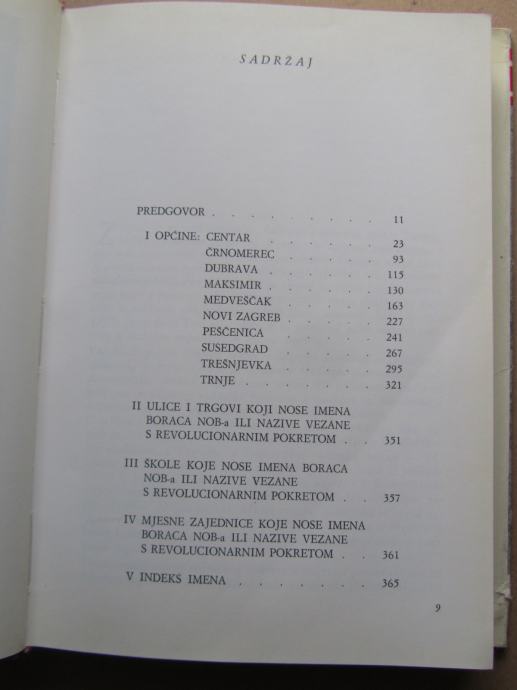 SADRŽAJ
PREDGOVOR . . . . . . . . . 11
I OPĆINE: CENTAR . . . . . . 23
ČRNOMEREC . . . . . 93
DUBRAVA . . . . . . 115
MAKSIMIR . . . . . . 130
MEDVEŠČAK . . . . . 163
NOVI ZAGREB . . . . . 227
PEŠČENICA . . . . . 241
SUSEDGRAD . . . . . 267
TREŠNJEVKA . . . . . 295
TRNJE . . . . . . . 321
II ULICE I TRGOVI KOJI NOSE IMENA
BORACA NOB-a ILI NAZIVE VEZANE
S REVOLUCIONARNIM POKRETOM . . 351
III ŠKOLE KOJE NOSE IMENA BORACA
NOB-a ILI NAZIVE VEZANE
S REVOLUCIONARNIM POKRETOM . . 357
IV MJESNE ZAJEDNICE KOJE NOSE IMENA
BORACA NOB-a ILI NAZIVE VEZANE
S REVOLUCIONARNIM POKRETOM . . 361
V INDEKS IMENA . . . . . . . 365
9